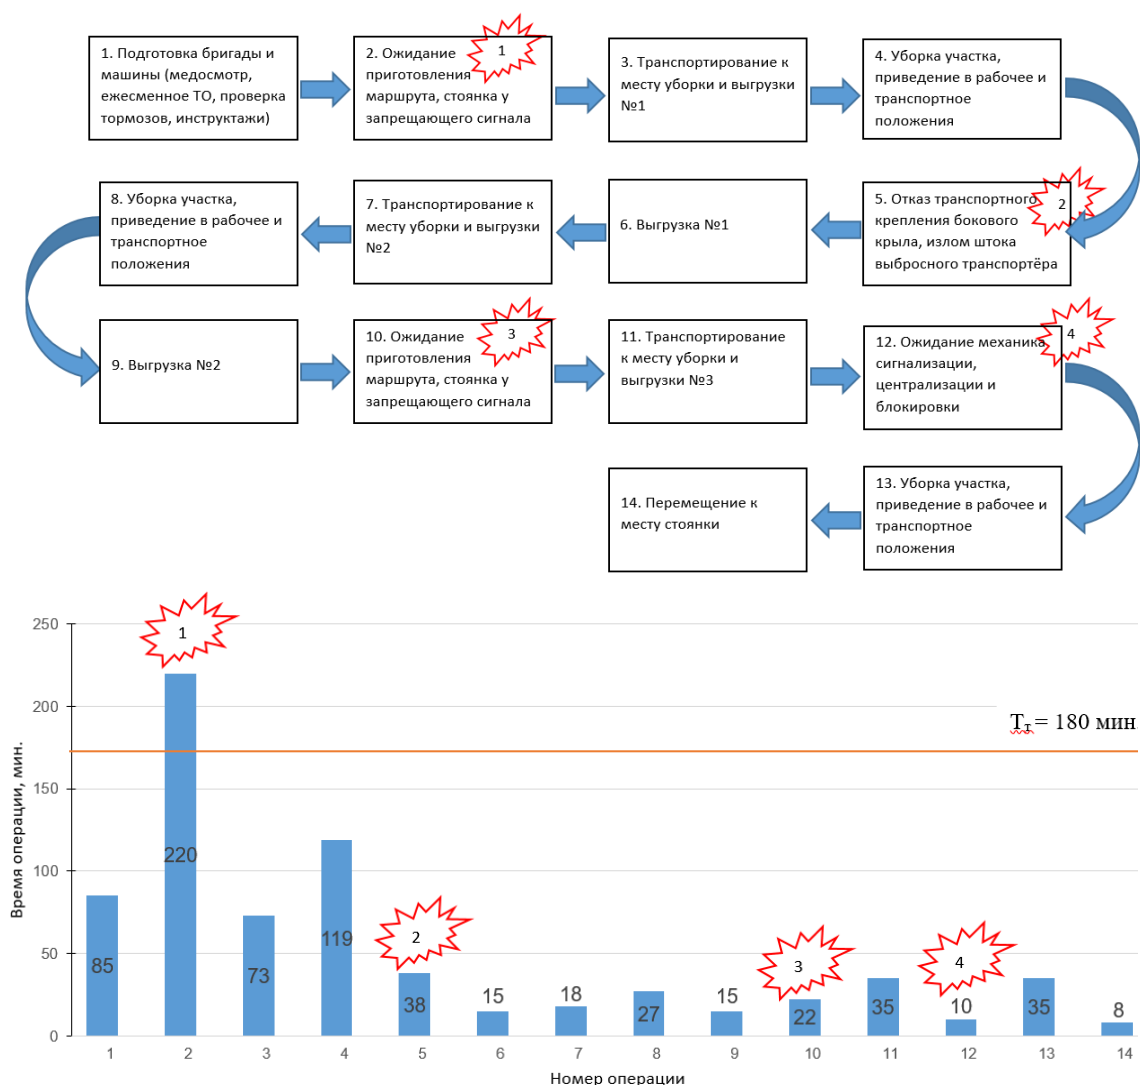 1. Подготовка бригады и
машины (медосмотр,
ежесменное ТО, проверка
тормозов, инструктажи)
2. Ожидание
приготовления
маршрута, стоянка у
запрещающего сигнала
1
3. Транспортирование к
месту уборки и выгрузки
№1
4. Уборка участка,
приведение в рабочее и
транспортное
положения
8. Уборка участка,
приведение в рабочее и
транспортное
положения
7. Транспортирование к
месту уборки и выгрузки
№2
6. Выгрузка №1
5. Отказ транспортного
крепления бокового
крыла, излом штока
выбросного транспортёра
2
9. Выгрузка №2
10. Ожидание
приготовления
маршрута, стоянка у
запрещающего сигнала
3
11. Транспортирование
к месту уборки и
выгрузки №3
12. Ожидание механика
сигнализации,
централизации и
блокировки
4
14. Перемещение к
месту стоянки
13. Уборка участка,
приведение в рабочее и
транспортное
положения
Время операции, мин.
250
200
150
100
50
0
1
2
3
4
Tт = 180 мин.
85
220
73
119
38
15
18
27
15
22
35
10
35
8
1 2 3 4 5 6 7 8 9 10 11 12 13 14
Номер операции